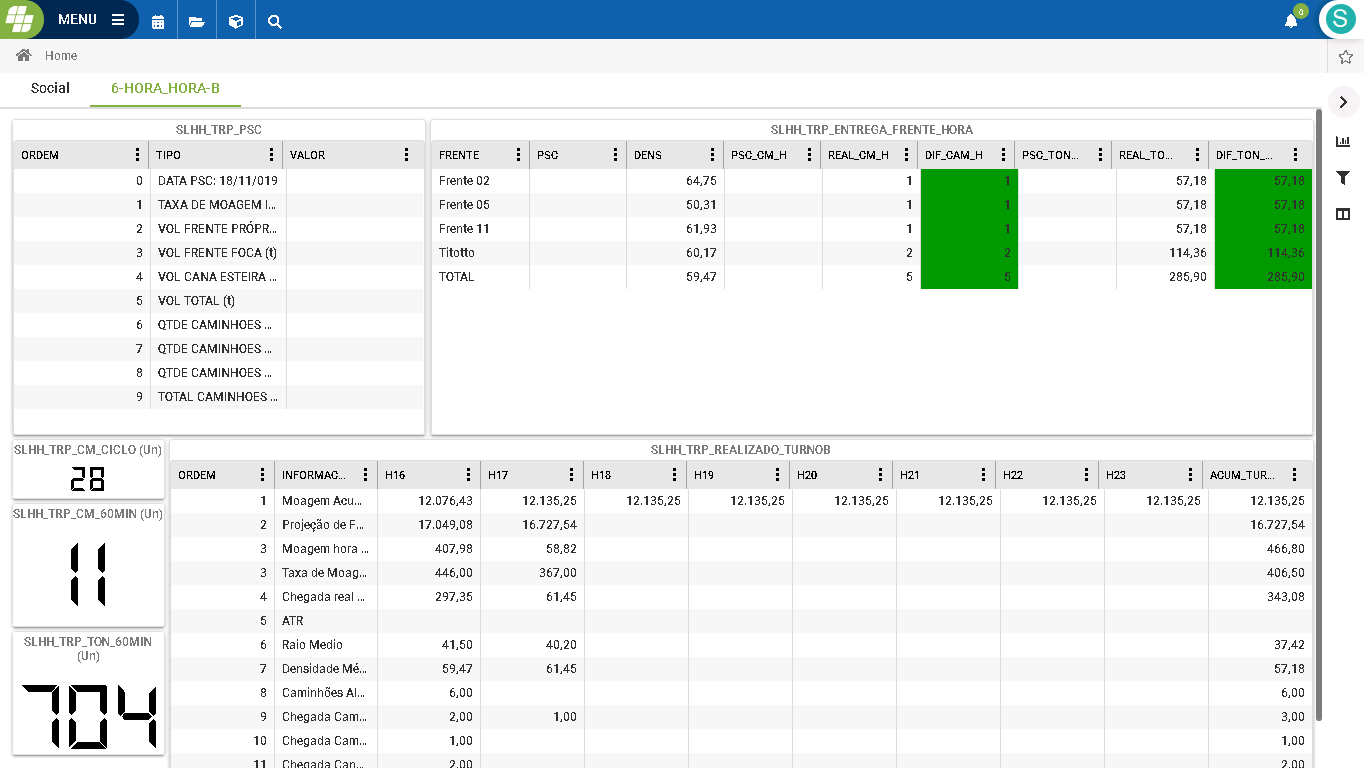 MENU
0
S
Home
Social 6-HORA_HORA-B
SLHH_TRP_PSC
ORDEM TIPO VALOR
0 DATA PSC: 18/11/019
1 TAXA DE MOAGEM I...
2 VOL FRENTE PRÓPR...
3 VOL FRENTE FOCA (t)
4 VOL CANA ESTEIRA ...
5 VOL TOTAL (t)
6 QTDE CAMINHOES ...
7 QTDE CAMINHOES ...
8 QTDE CAMINHOES ...
9 TOTAL CAMINHOES ...
SLHH_TRP_ENTREGA_FRENTE_HORA
FRENTE PSC DENS PSC_CM_H REAL_CM_H DIF_CAM_H PSC_TON... REAL_TO... DIF_TON_...
Frente 02 64,75 1 1 57,18 57,18
Frente 05 50,31 1 1 57,18 57,18
Frente 11 61,93 1 1 57,18 57,18
Titotto 60,17 2 2 114,36 114,36
TOTAL 59,47 5 5 285,90 285,90
SLHH_TRP_CM_CICLO (Un)
28
SLHH_TRP_CM_60MIN (Un)
11
SLHH_TRP_TON_60MIN
(Un)
704
SLHH_TRP_REALIZADO_TURNOB
ORDEM INFORMAC... H16 H17 H18 H19 H20 H21 H22 H23 ACUM_TUR...
1 Moagem Acu... 12.076,43 12.135,25 12.135,25 12.135,25 12.135,25 12.135,25 12.135,25 12.135,25 12.135,25
2 Projeção de F... 17.049,08 16.727,54 16.727,54
3 Moagem hora ... 407,98 58,82 466,80
3 Taxa de Moag... 446,00 367,00 406,50
4 Chegada real ... 297,35 61,45 343,08
5 ATR
6 Raio Medio 41,50 40,20 37,42
7 Densidade Mé... 59,47 61,45 57,18
8 Caminhões Al... 6,00 6,00
9 Chegada Cam... 2,00 1,00 3,00
10 Chegada Cam... 1,00 1,00
11 Chegada Can... 2,00 2,00